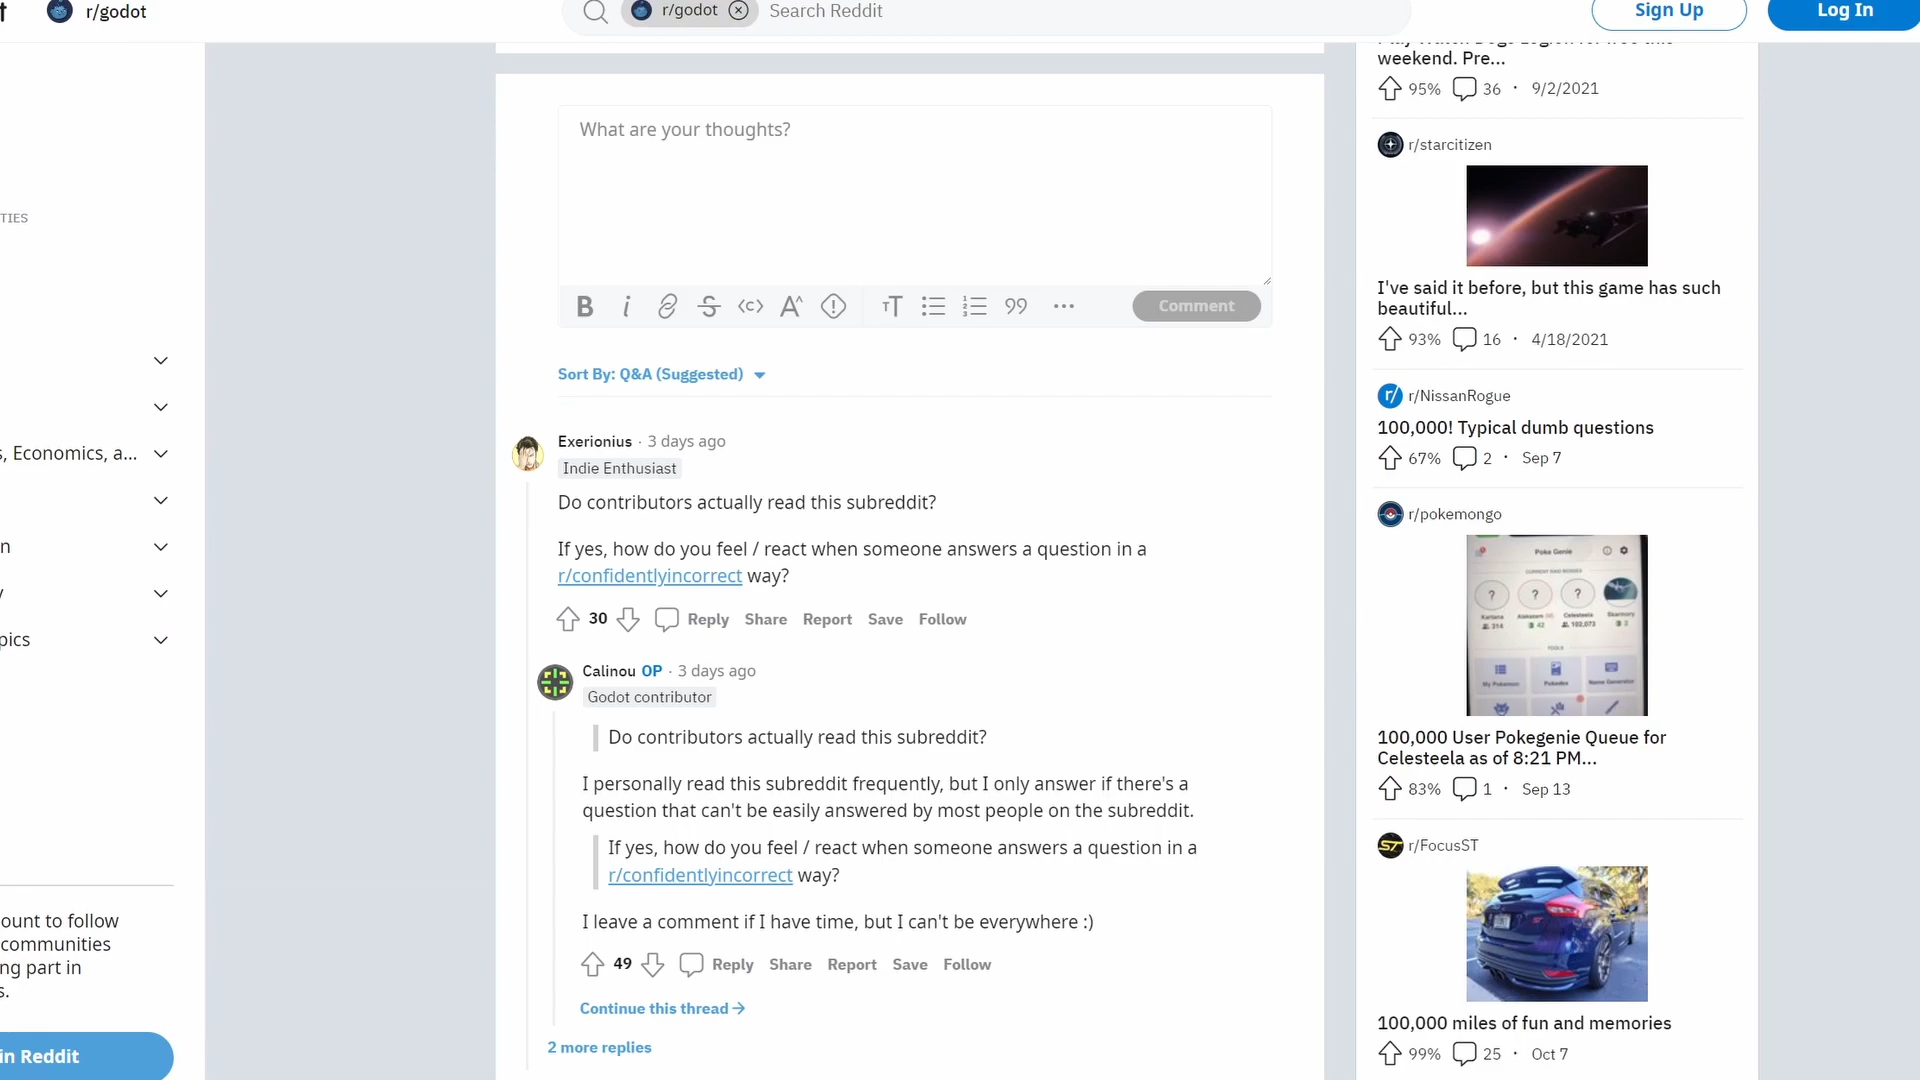 r/godot
r/godot
Search Reddit
Sign Up
Log In
TIES
s, Economics, a...
n
y
pics
ount to follow
communities
ng part in
s.
in Reddit
What are your thoughts?
Comment
Sort By: Q&A (Suggested)
Exerionius · 3 days ago
Indie Enthusiast
Do contributors actually read this subreddit?
If yes, how do you feel / react when someone answers a question in a
r/confidentlyincorrect way?
30 Reply Share Report Save Follow
Calinou OP · 3 days ago
Godot contributor
Do contributors actually read this subreddit?
I personally read this subreddit frequently, but I only answer if there's a
question that can't be easily answered by most people on the subreddit.
If yes, how do you feel / react when someone answers a question in a
r/confidentlyincorrect way?
I leave a comment if I have time, but I can't be everywhere :)
49 Reply Share Report Save Follow
Continue this thread
2 more replies
weekend. Pre...
95% 36 · 9/2/2021
r/starcitizen
I've said it before, but this game has such
beautiful...
93% 16 · 4/18/2021
r/NissanRogue
100,000! Typical dumb questions
67% 2 · Sep 7
r/pokemongo
Poke Genie
TOOLS
My Pokemon
Pokedex
Name Generator
100,000 User Pokegenie Queue for
Celesteela as of 8:21 PM...
83% 1 · Sep 13
r/FocusST
100,000 miles of fun and memories
99% 25 · Oct 7